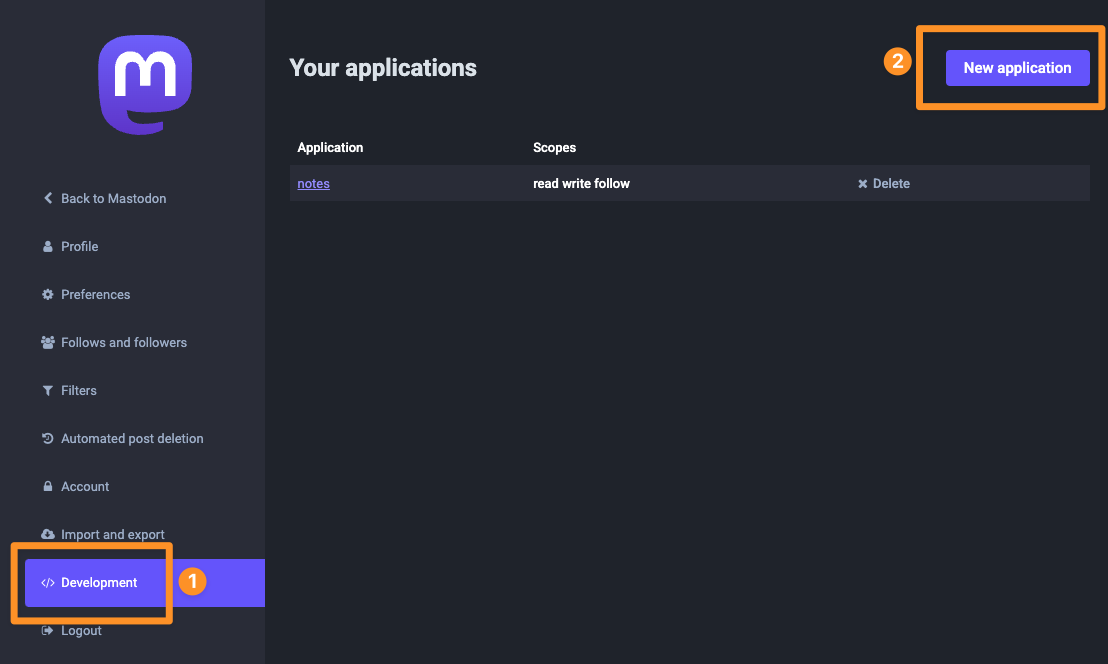 Your applications
2
New application
Application Scopes
notes read write follow Delete
Back to Mastodon
Profile
Preferences
Follows and followers
Filters
Automated post deletion
Account
Import and export
Development 1
Logout